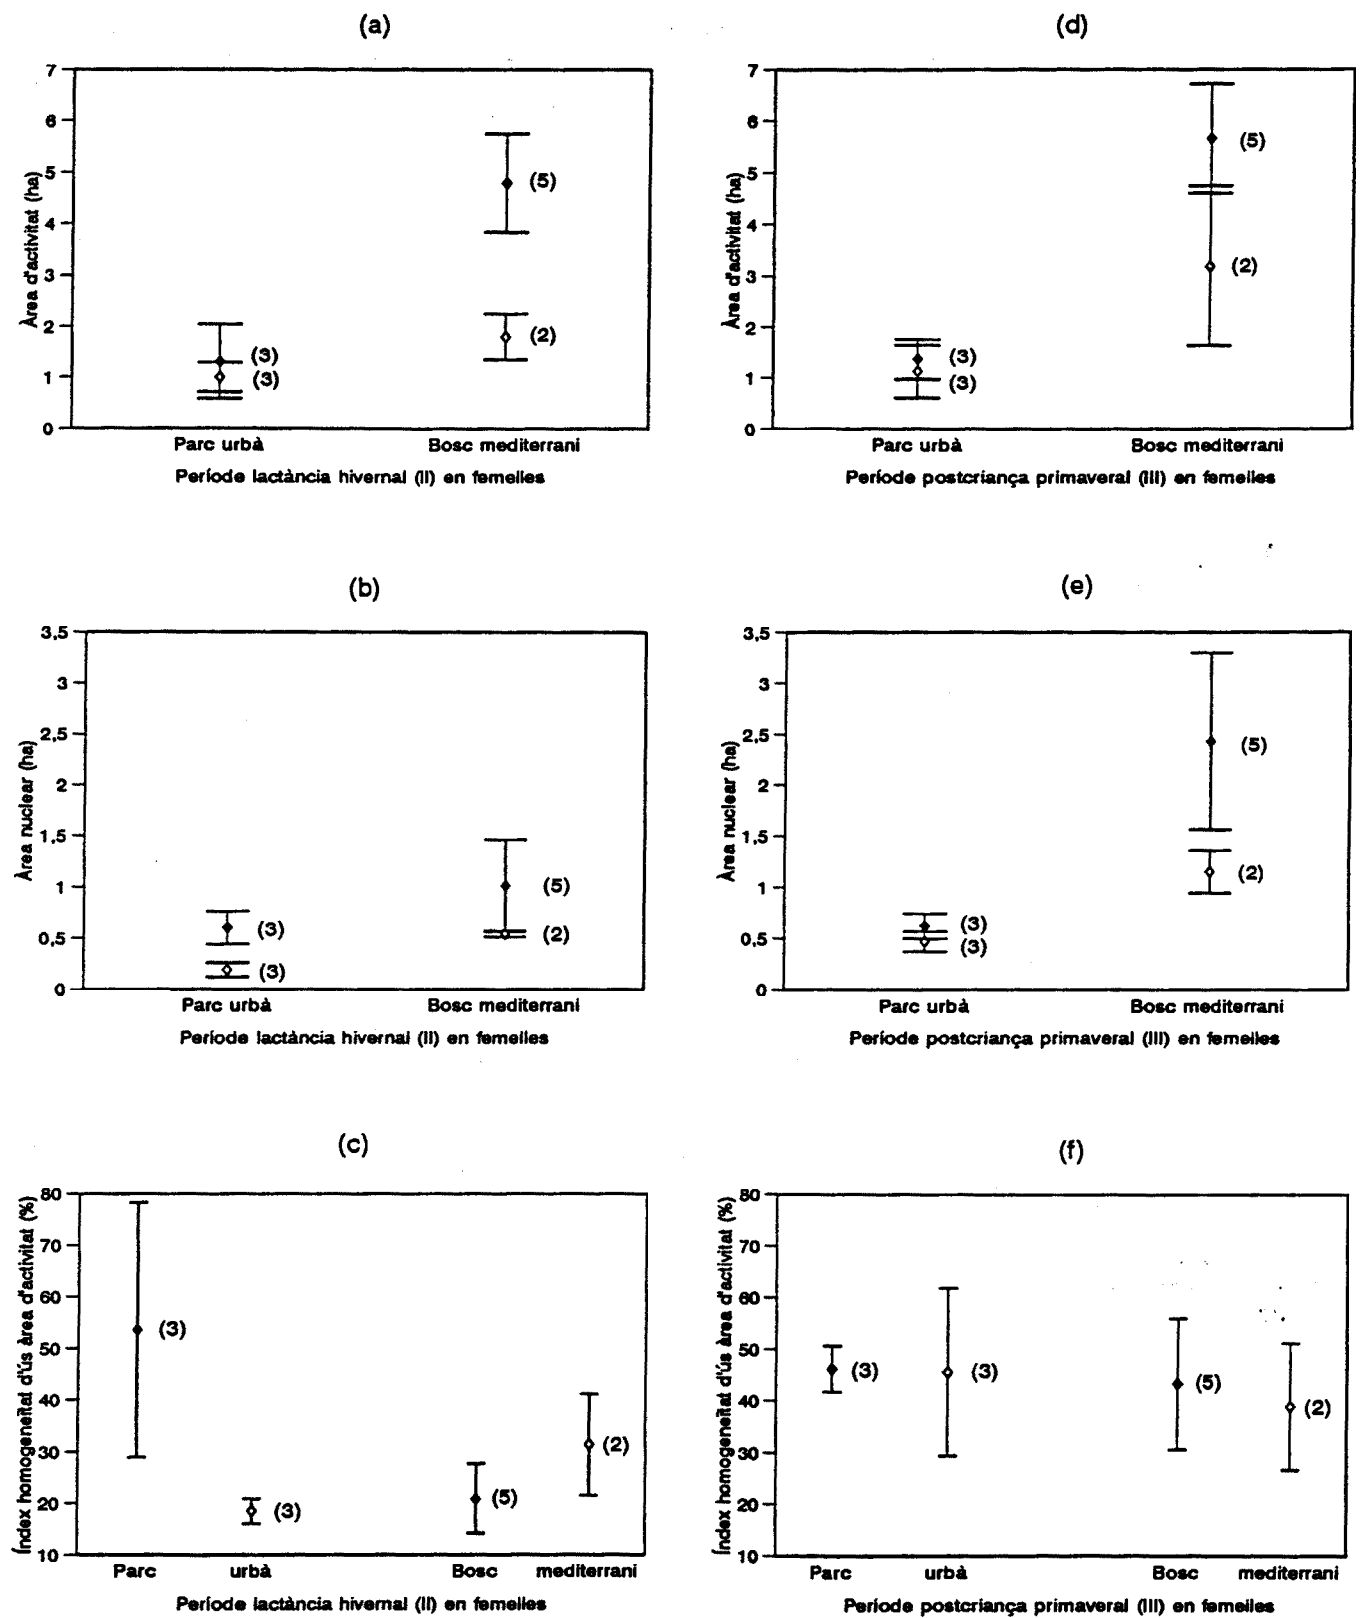 (a)
7
6
5
4
3
2
1
0
Àrea d'activitat (ha)
(5)
(2)
(3)
(3)
Parc urbà
Bosc mediterrani
Període lactància hivernal (II) en femelles
(d)
7
6
5
4
3
2
1
0
Àrea d'activitat (ha)
(5)
(2)
(3)
(3)
Parc urbà
Bosc mediterrani
Període postcriança primaveral (III) en femelles
(b)
3,5
3
2,5
2
1,5
1
0,5
0
Àrea nuclear (ha)
(5)
(3)
(2)
(3)
Parc urbà
Bosc mediterrani
Període lactància hivernal (II) en femelles
(e)
3,5
3
2,5
2
1,5
1
0,5
0
Àrea nuclear (ha)
(5)
(2)
(3)
(3)
Parc urbà
Bosc mediterrani
Període postcriança primaveral (III) en femelles
(c)
80
70
60
50
40
30
20
10
Índex homogeneïtat d'ús àrea d'activitat (%)
(3)
(3)
(5)
(2)
Parc urbà
Bosc mediterrani
Període lactància hivernal (II) en femelles
(f)
80
70
60
50
40
30
20
10
Índex homogeneïtat d'ús àrea d'activitat (%)
(3)
(3)
(5)
(2)
Parc urbà
Bosc mediterrani
Període postcriança primaveral (III) en femelles